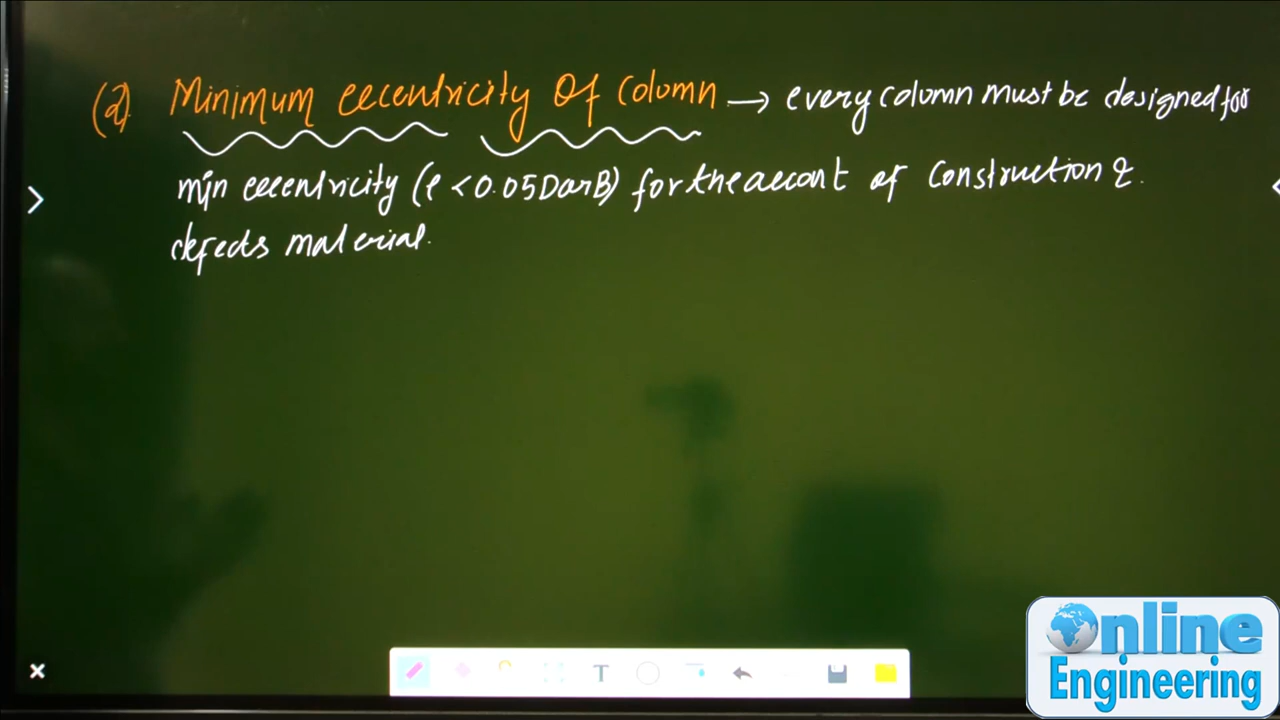 (2) Minimum eccentricity Of Column → every column must be designed for
min eccentricity (e < 0.05D or B) for the account of Construction &
defects material.
T
Online
Engineering